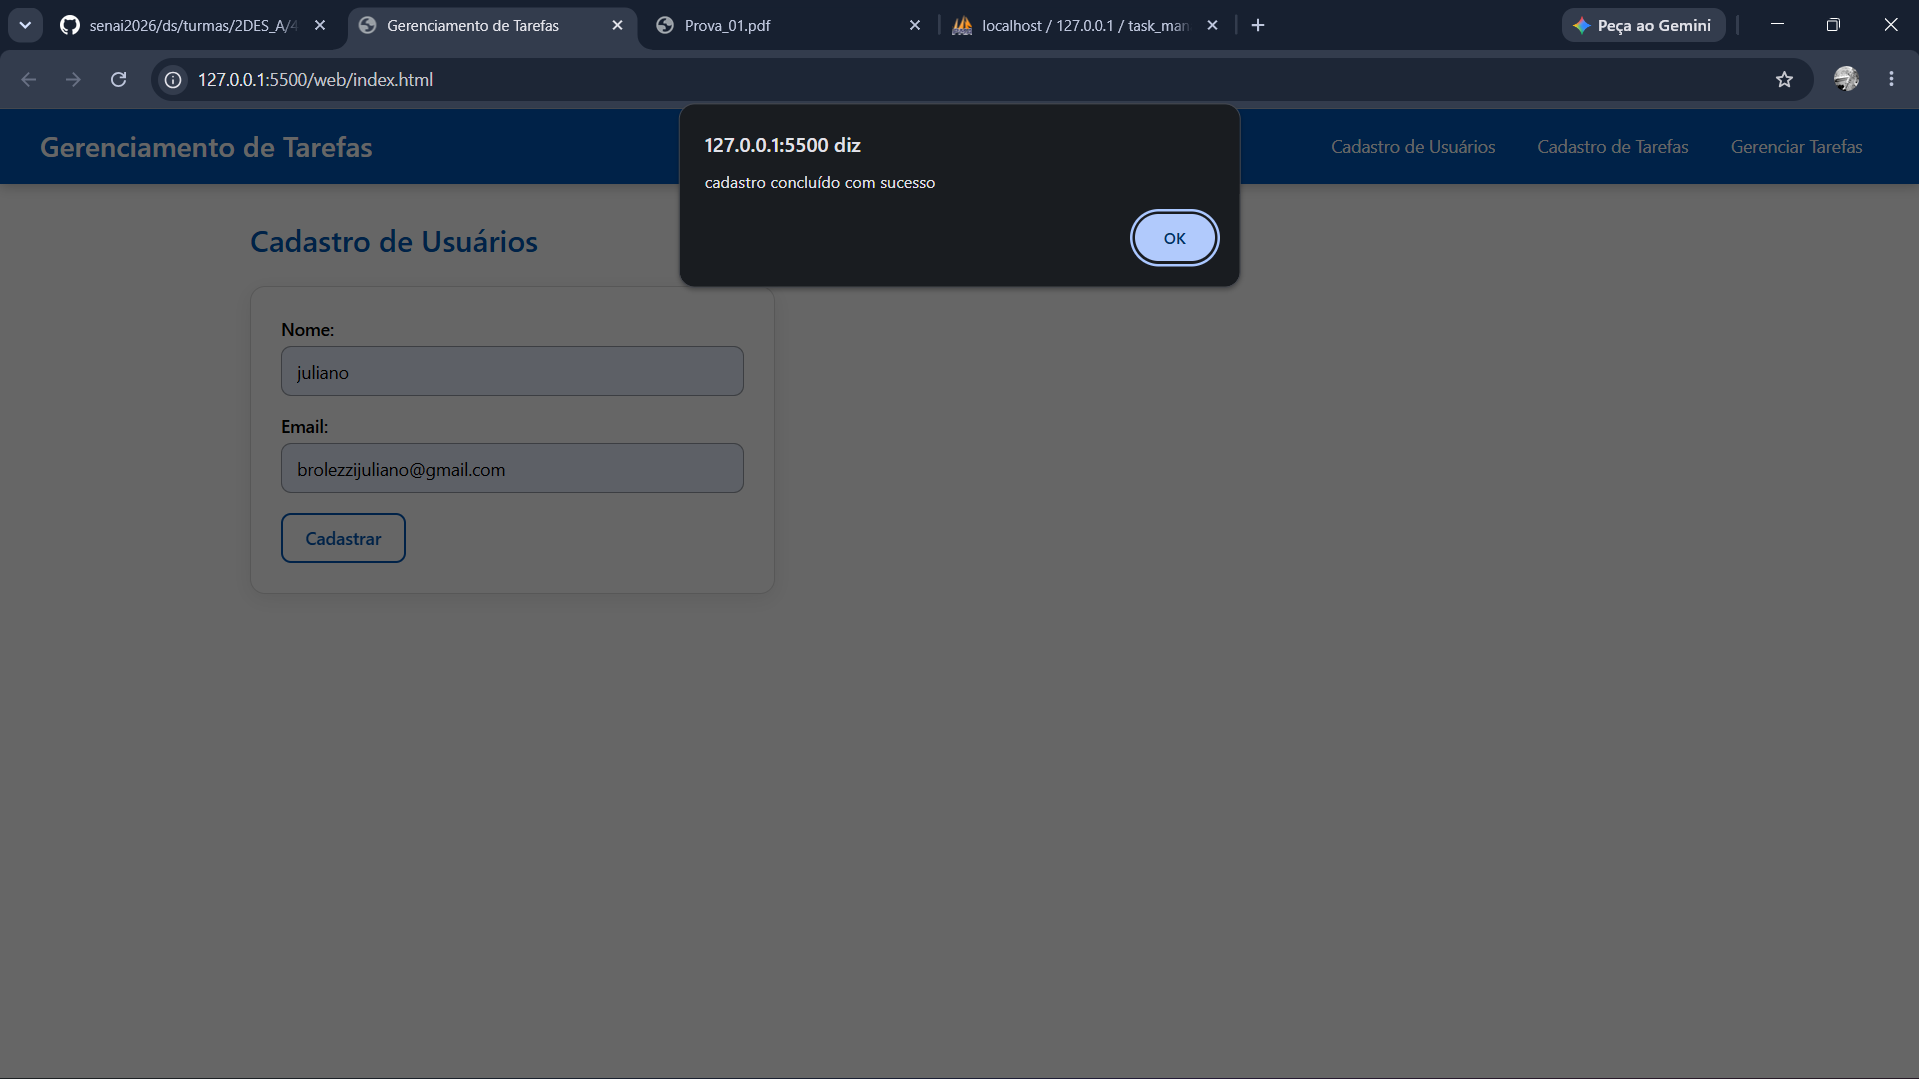 senai2026/ds/turmas/2DES_A/4
Gerenciamento de Tarefas
Prova_01.pdf
localhost / 127.0.0.1 / task_man
Peça ao Gemini
127.0.0.1:5500/web/index.html
Gerenciamento de Tarefas
Cadastro de Usuários
Cadastro de Tarefas
Gerenciar Tarefas
127.0.0.1:5500 diz
cadastro concluído com sucesso
OK
Cadastro de Usuários
Nome:
juliano
Email:
brolezzijuliano@gmail.com
Cadastrar